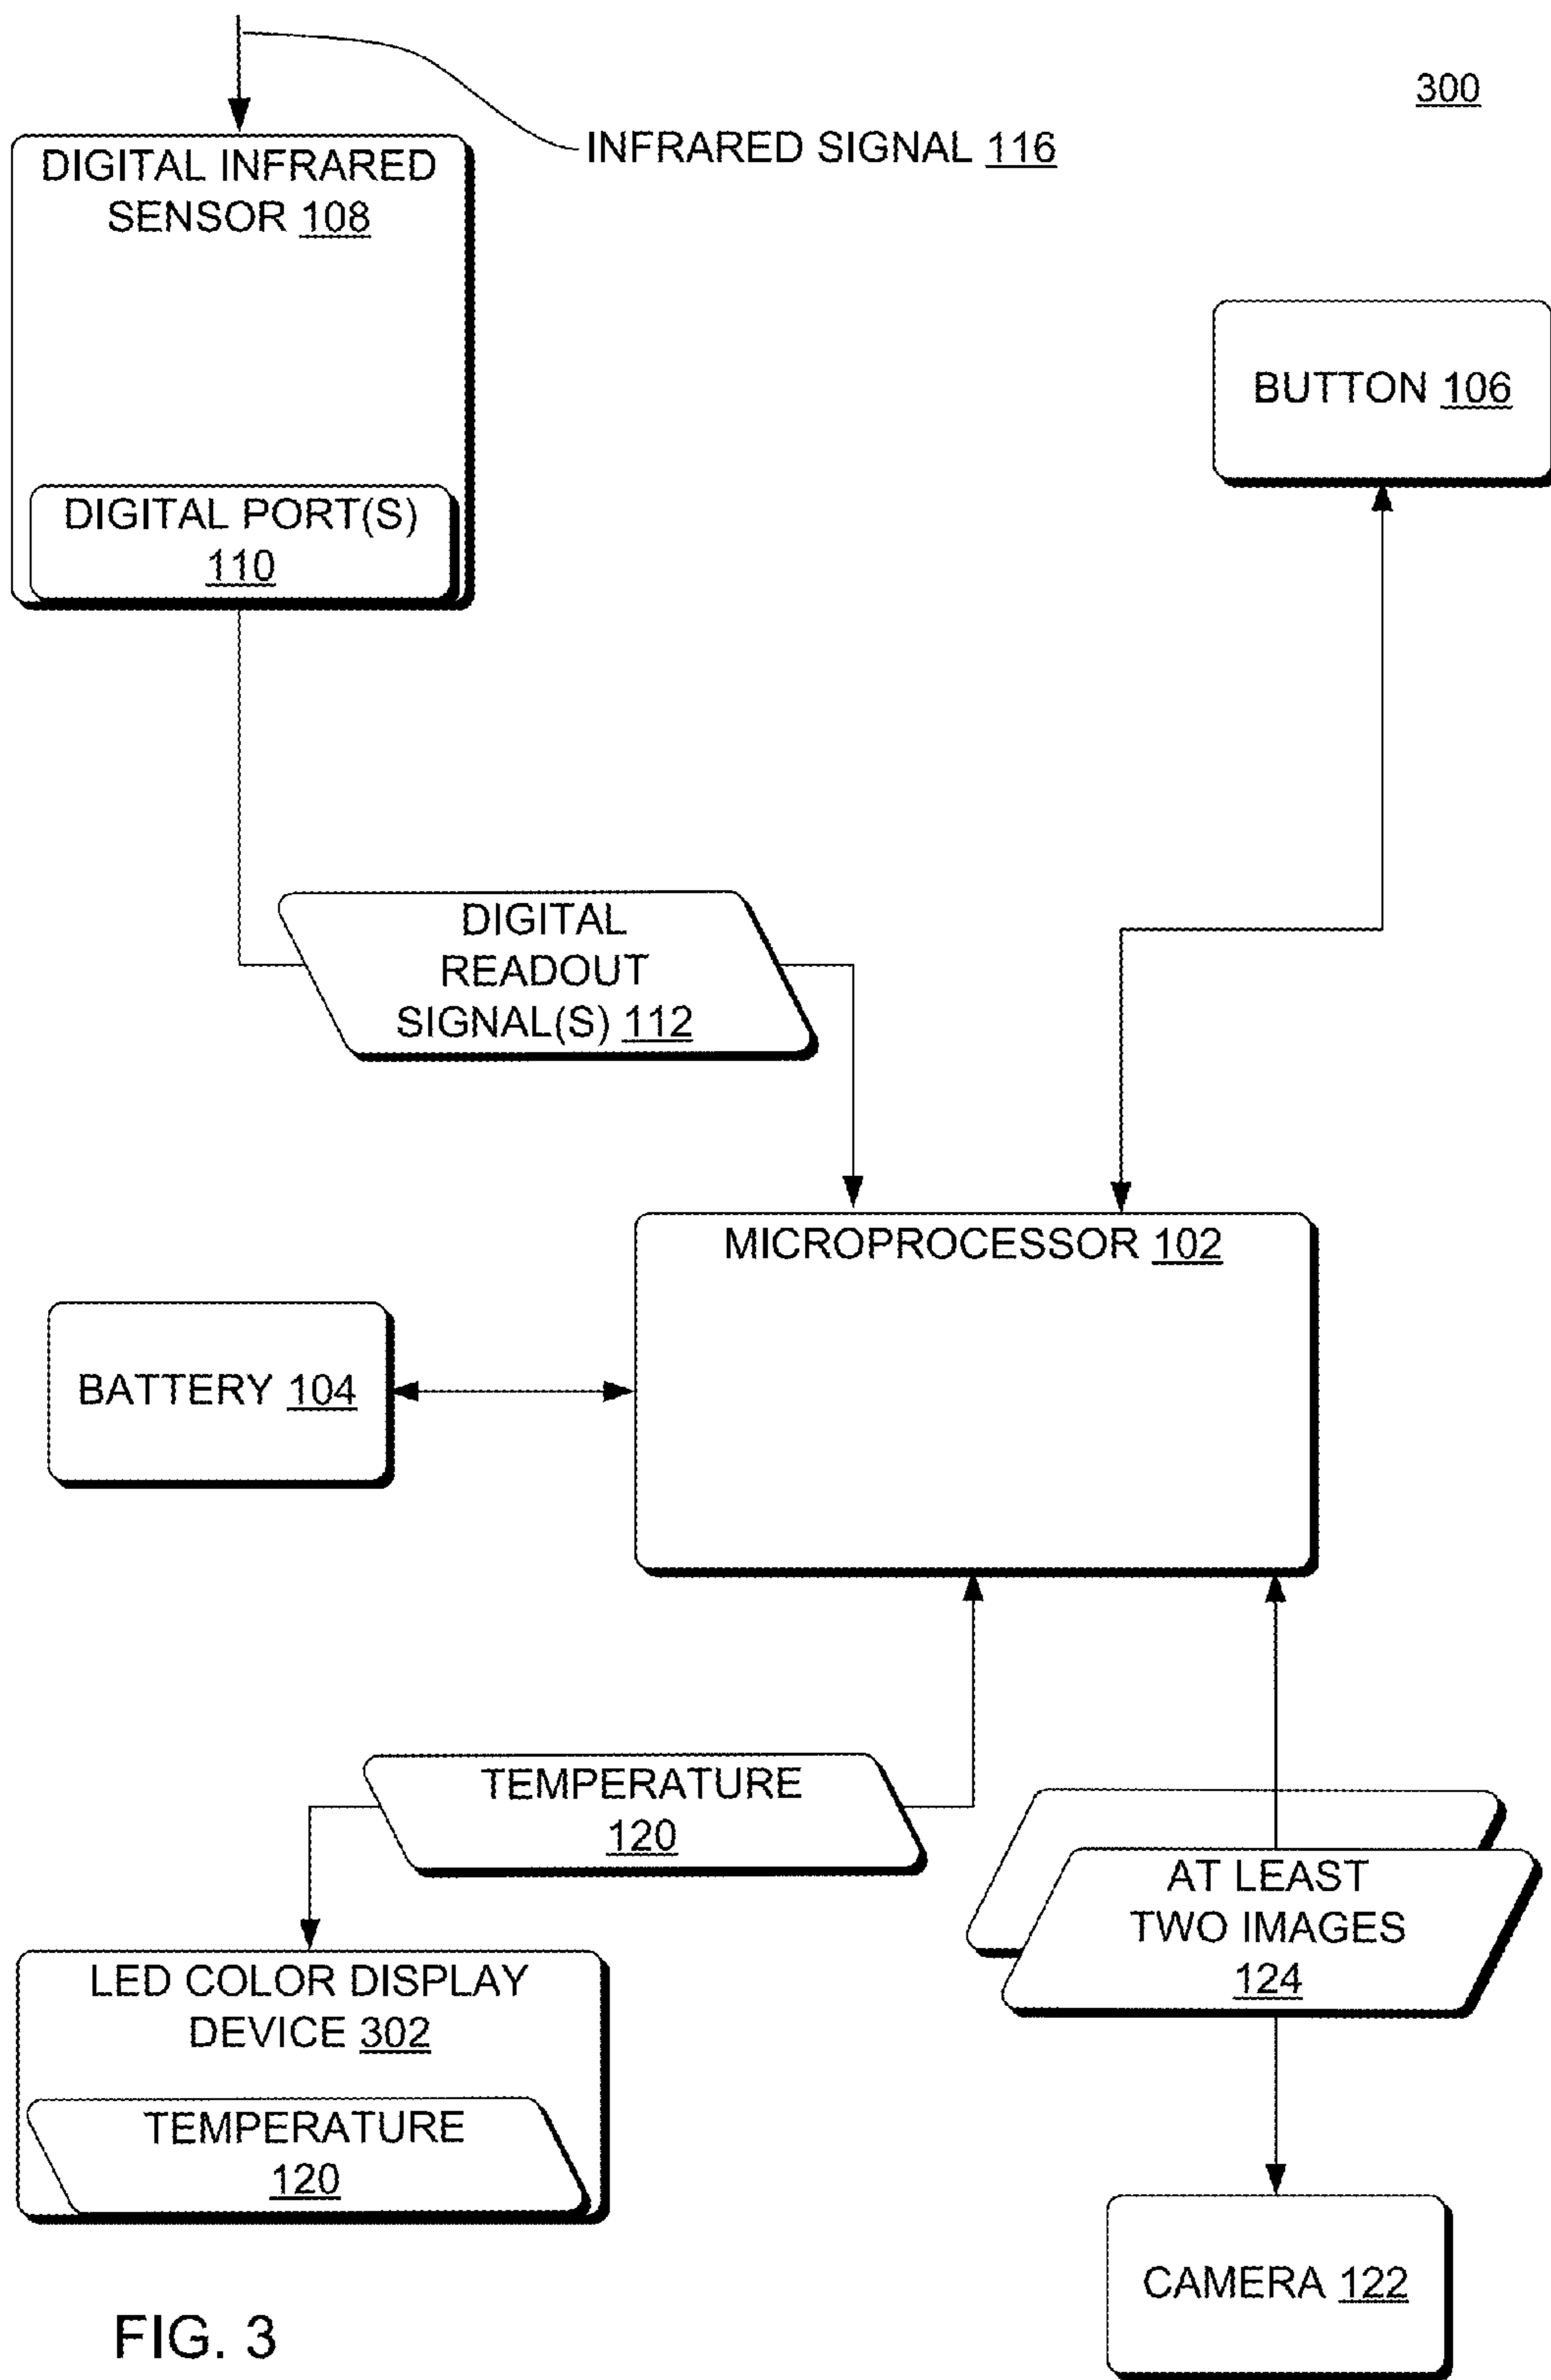 300
INFRARED SIGNAL 116
DIGITAL INFRARED
SENSOR 108
DIGITAL PORT(S)
110
BUTTON 106
DIGITAL
READOUT
SIGNAL(S) 112
MICROPROCESSOR 102
BATTERY 104
TEMPERATURE
120
AT LEAST
TWO IMAGES
124
LED COLOR DISPLAY
DEVICE 302
TEMPERATURE
120
CAMERA 122
FIG. 3